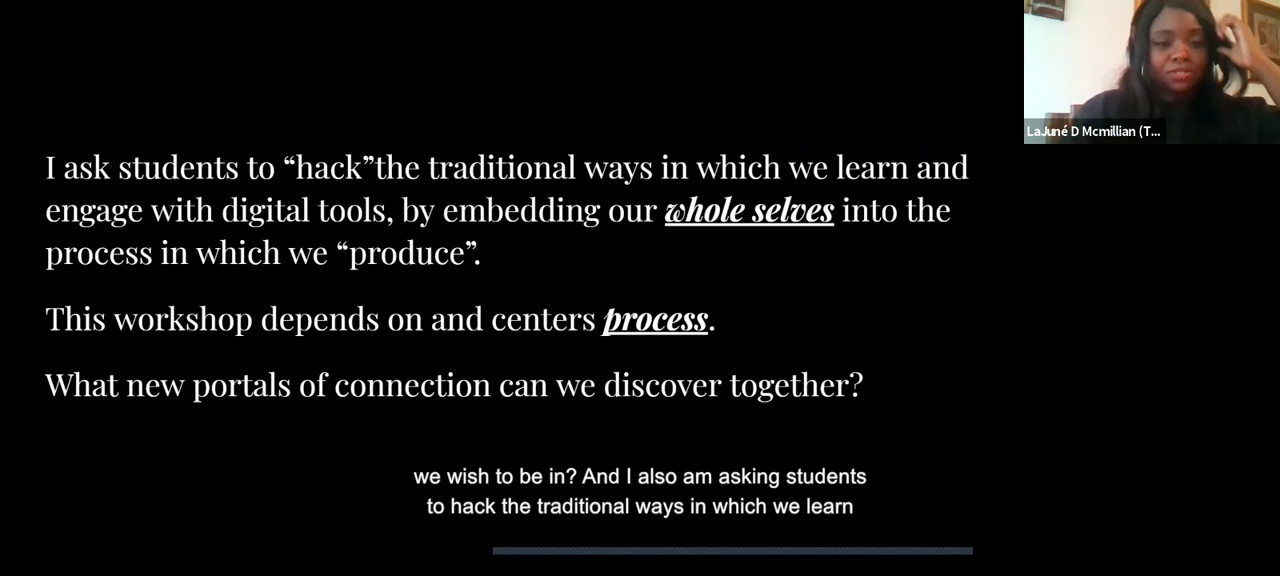 I ask students to “hack”the traditional ways in which we learn and
engage with digital tools, by embedding our whole selves into the
process in which we “produce”.
This workshop depends on and centers process.
What new portals of connection can we discover together?
LaJuné D Mcmillian (T...
we wish to be in? And I also am asking students
to hack the traditional ways in which we learn